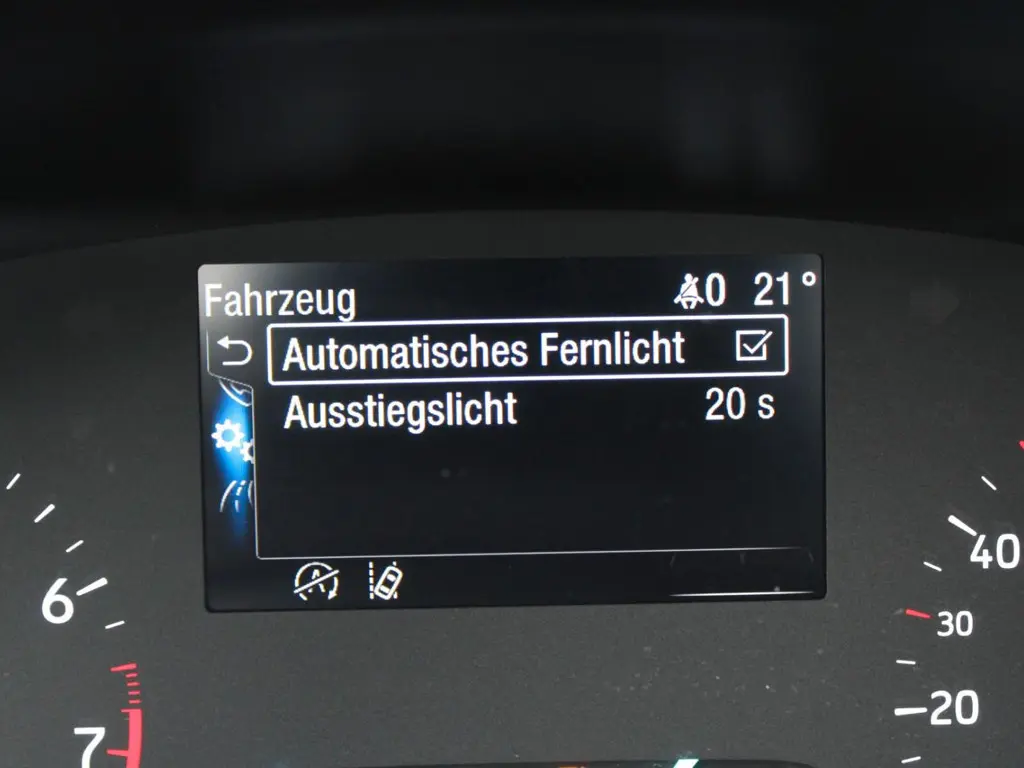 Fahrzeug 0 21°
Automatisches Fernlicht
Ausstiegslicht 20 s
6
7
40
30
20